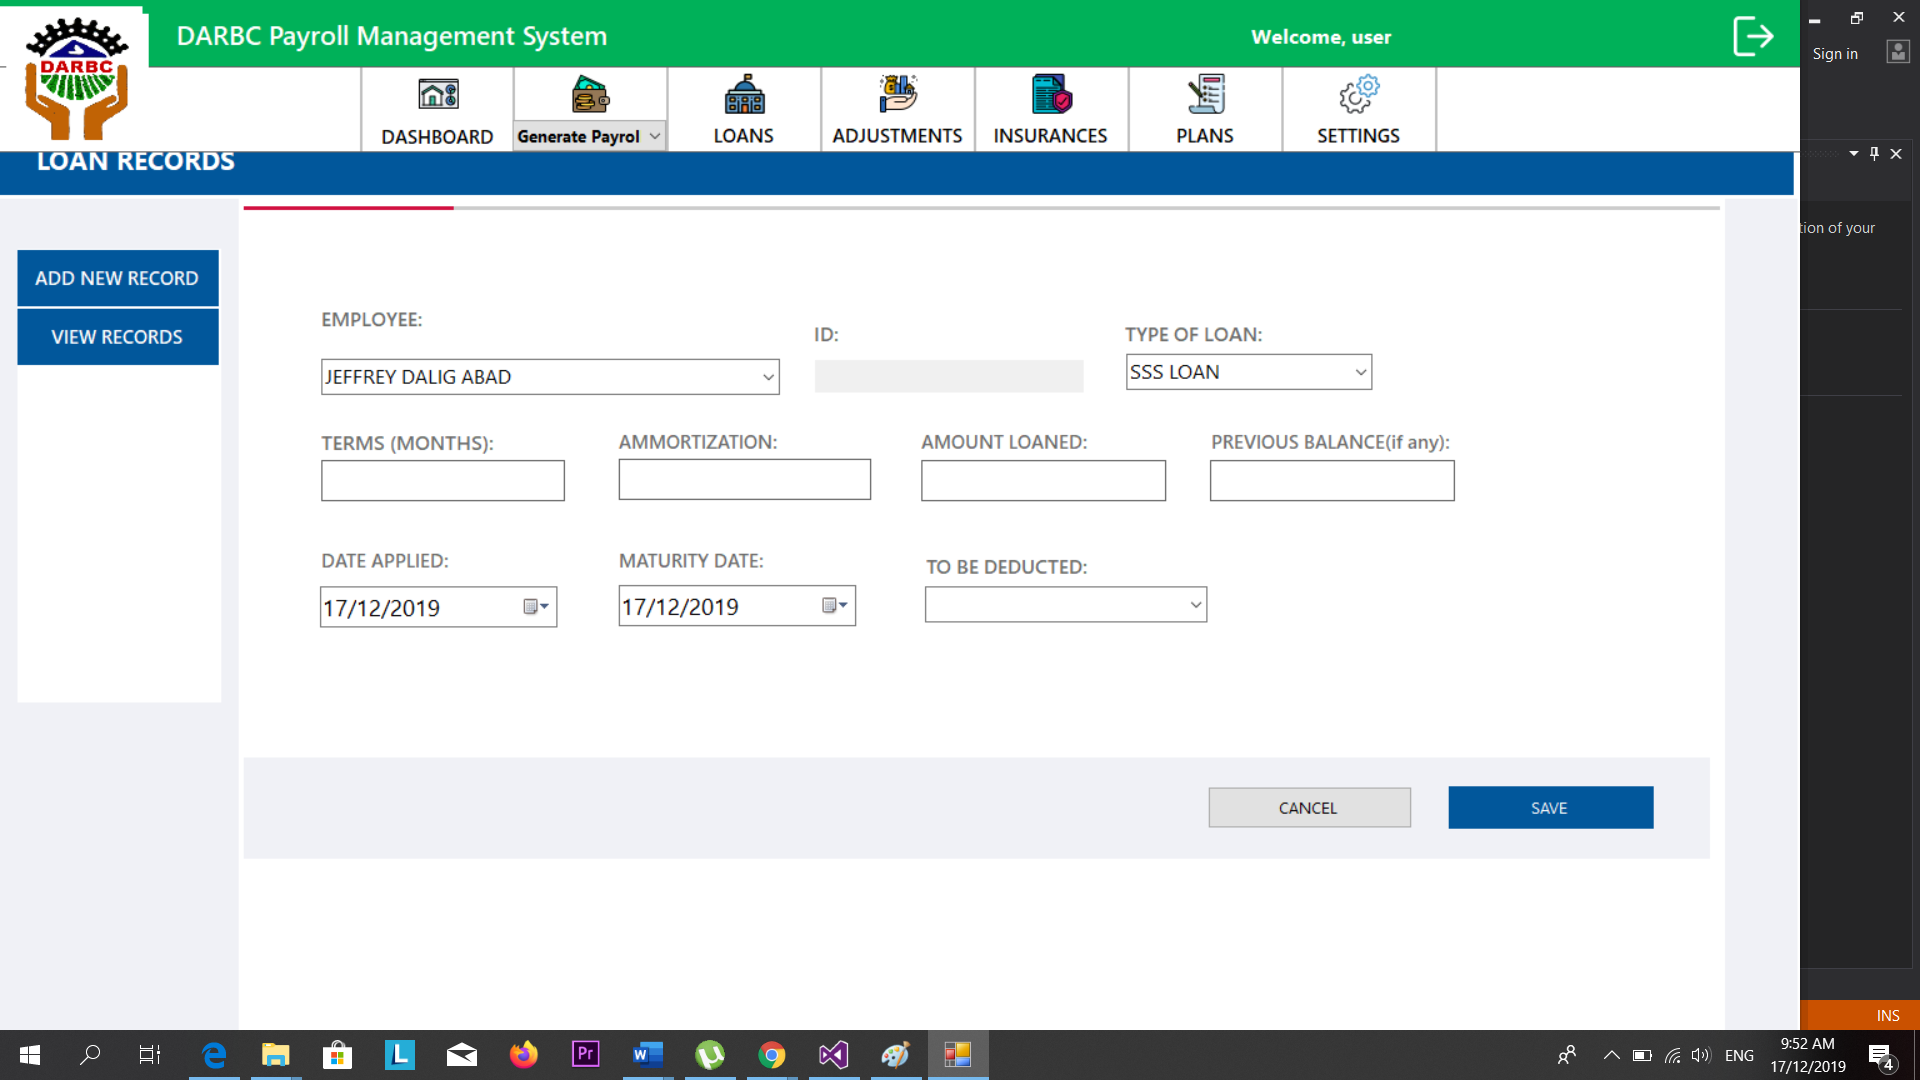 DARBC Payroll Management System
Welcome, user
Sign in
DARBC
DASHBOARD
Generate Payrol
LOANS
ADJUSTMENTS
INSURANCES
PLANS
SETTINGS
LOAN RECORDS
tion of your
ADD NEW RECORD
VIEW RECORDS
EMPLOYEE:
ID:
TYPE OF LOAN:
JEFFREY DALIG ABAD
SSS LOAN
TERMS (MONTHS):
AMMORTIZATION:
AMOUNT LOANED:
PREVIOUS BALANCE(if any):
DATE APPLIED:
MATURITY DATE:
TO BE DEDUCTED:
17/12/2019
17/12/2019
CANCEL
SAVE
INS
L
Pr
W
ENG
9:52 AM
17/12/2019
4